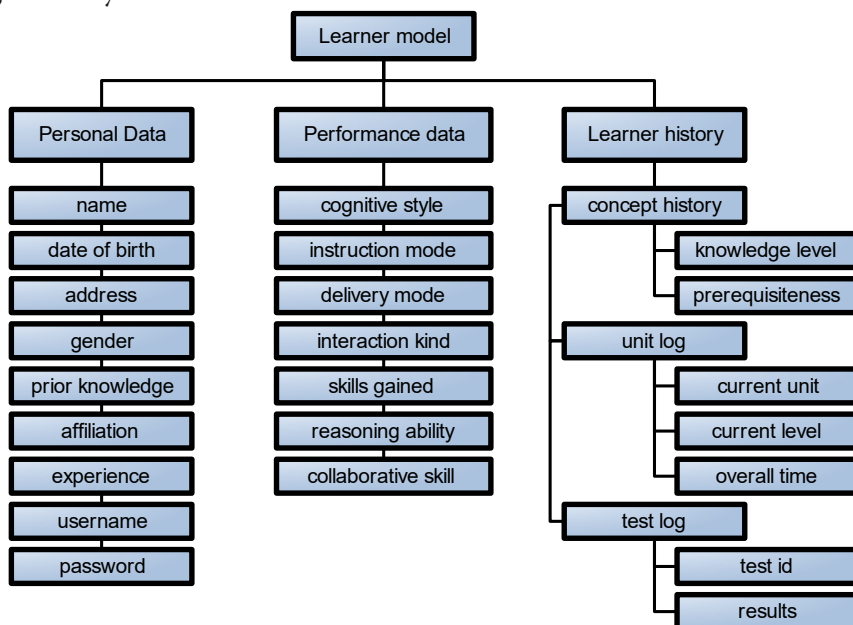 Learner model
Personal Data
name
date of birth
address
gender
prior knowledge
affiliation
experience
username
password
Performance data
cognitive style
instruction mode
delivery mode
interaction kind
skills gained
reasoning ability
collaborative skill
Learner history
concept history
knowledge level
prerequisiteness
unit log
current unit
current level
overall time
test log
test id
results